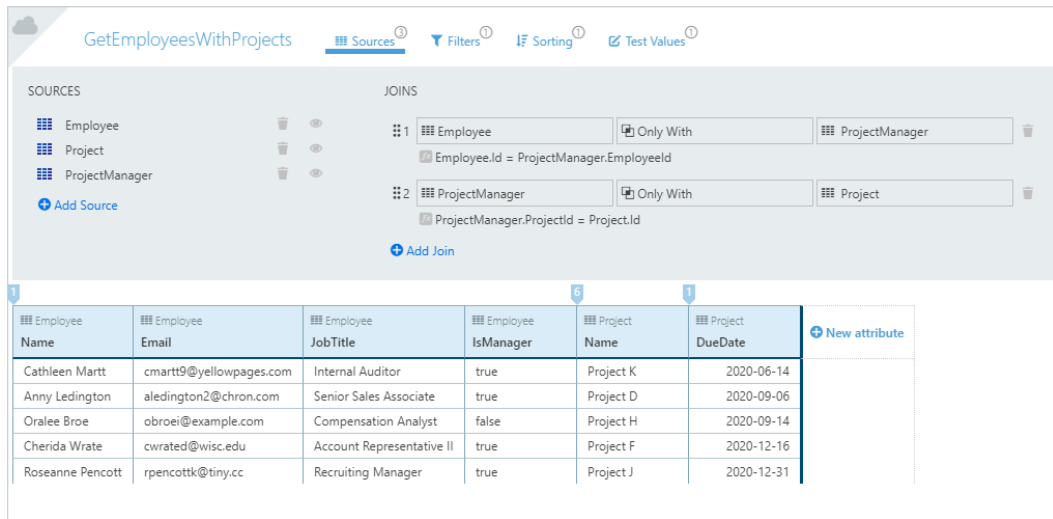 GetEmployeesWithProjects Sources 3 Filters 1 Sorting 1 Test Values 1
SOURCES JOINS
Employee
Project
ProjectManager
Add Source
1 Employee Only With ProjectManager
fx Employee.Id = ProjectManager.EmployeeId
2 ProjectManager Only With Project
fx ProjectManager.ProjectId = Project.Id
Add Join
1 6 1
Employee Employee Employee Employee Project Project
Name Email JobTitle IsManager Name DueDate New attribute
Cathleen Martt cmartt9@yellowpages.com Internal Auditor true Project K 2020-06-14
Anny Ledington aledington2@chron.com Senior Sales Associate true Project D 2020-09-06
Oralee Broe obroei@example.com Compensation Analyst false Project H 2020-09-14
Cherida Wrate cwrated@wisc.edu Account Representative II true Project F 2020-12-16
Roseanne Pencott rpencottk@tiny.cc Recruiting Manager true Project J 2020-12-31